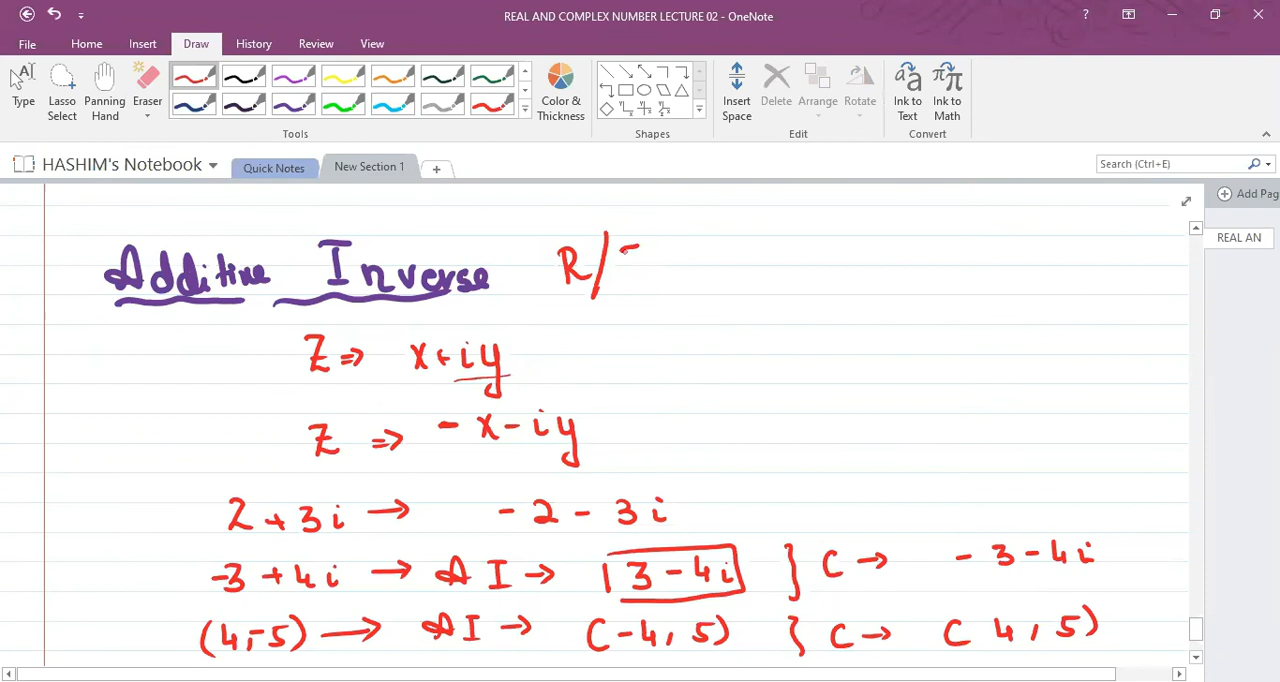 REAL AND COMPLEX NUMBER LECTURE 02 - OneNote
File Home Insert Draw History Review View
Type Lasso Select Panning Hand Eraser Color & Thickness Insert Space Delete Arrange Rotate Ink to Text Ink to Math
Tools Shapes Edit Convert
HASHIM's Notebook Quick Notes New Section 1 Search (Ctrl+E)
Add Pag
REAL AN
Additive Inverse R/-
Z ⇒ x + iy
Z ⇒ - x - iy
2 + 3i → - 2 - 3i
-3 + 4i → A I → 3 - 4i } C → - 3 - 4i
(4,-5) → A I → (-4, 5) } C → ( 4, 5)